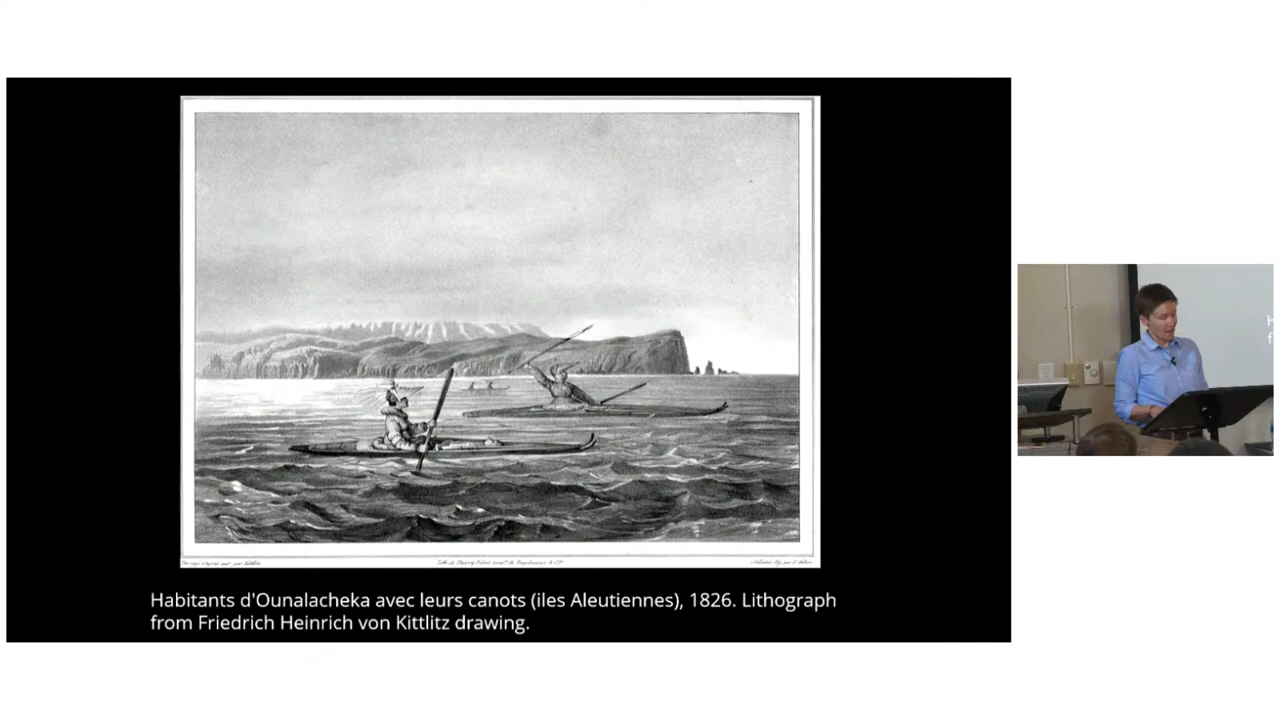 Habitants d'Ounalacheka avec leurs canots (iles Aleutiennes), 1826. Lithograph
from Friedrich Heinrich von Kittlitz drawing.